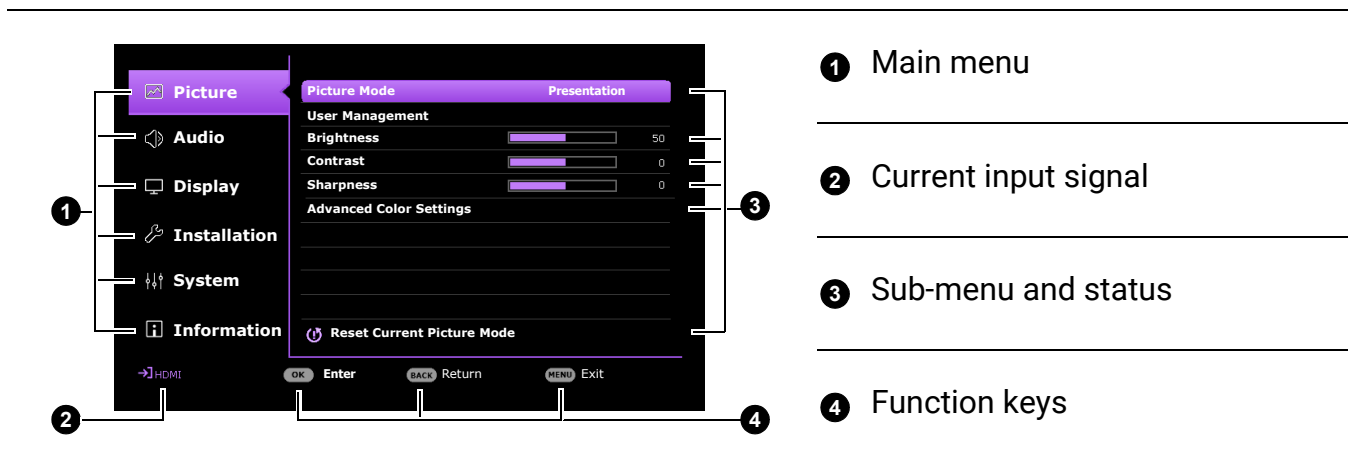 Picture
Audio
Display
Installation
System
Information
Picture Mode Presentation
User Management
Brightness 50
Contrast 0
Sharpness 0
Advanced Color Settings
Reset Current Picture Mode
HDMI
OK Enter BACK Return MENU Exit
1
2
3
4
1 Main menu
2 Current input signal
3 Sub-menu and status
4 Function keys